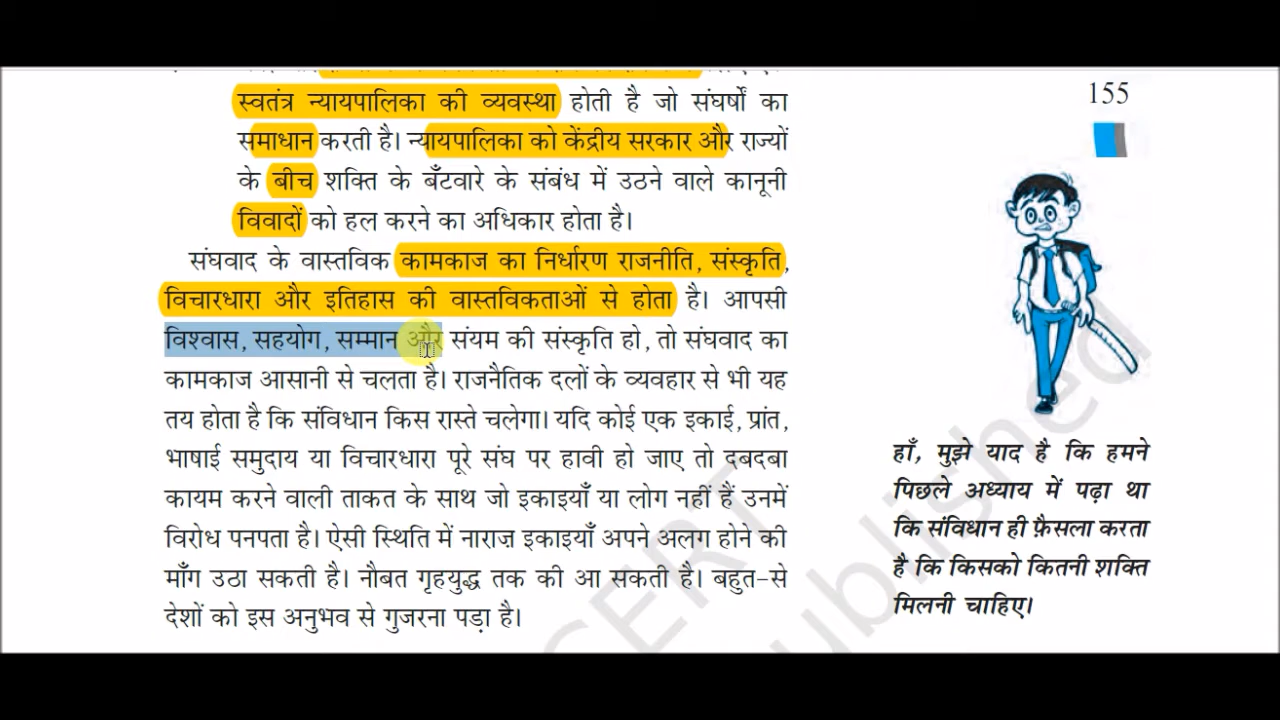 155
स्वतंत्र न्यायपालिका की व्यवस्था होती है जो संघर्षों का
समाधान करती है। न्यायपालिका को केंद्रीय सरकार और राज्यों
के बीच शक्ति के बँटवारे के संबंध में उठने वाले कानूनी
विवादों को हल करने का अधिकार होता है।
संघवाद के वास्तविक कामकाज का निर्धारण राजनीति, संस्कृति,
विचारधारा और इतिहास की वास्तविकताओं से होता है। आपसी
विश्वास, सहयोग, सम्मान और संयम की संस्कृति हो, तो संघवाद का
कामकाज आसानी से चलता है। राजनैतिक दलों के व्यवहार से भी यह
तय होता है कि संविधान किस रास्ते चलेगा। यदि कोई एक इकाई, प्रांत,
भाषाई समुदाय या विचारधारा पूरे संघ पर हावी हो जाए तो दबदबा
कायम करने वाली ताकत के साथ जो इकाइयाँ या लोग नहीं हैं उनमें
विरोध पनपता है। ऐसी स्थिति में नाराज़ इकाइयाँ अपने अलग होने की
माँग उठा सकती है। नौबत गृहयुद्ध तक की आ सकती है। बहुत-से
देशों को इस अनुभव से गुजरना पड़ा है।
हाँ, मुझे याद है कि हमने
पिछले अध्याय में पढ़ा था
कि संविधान ही फ़ैसला करता
है कि किसको कितनी शक्ति
मिलनी चाहिए।